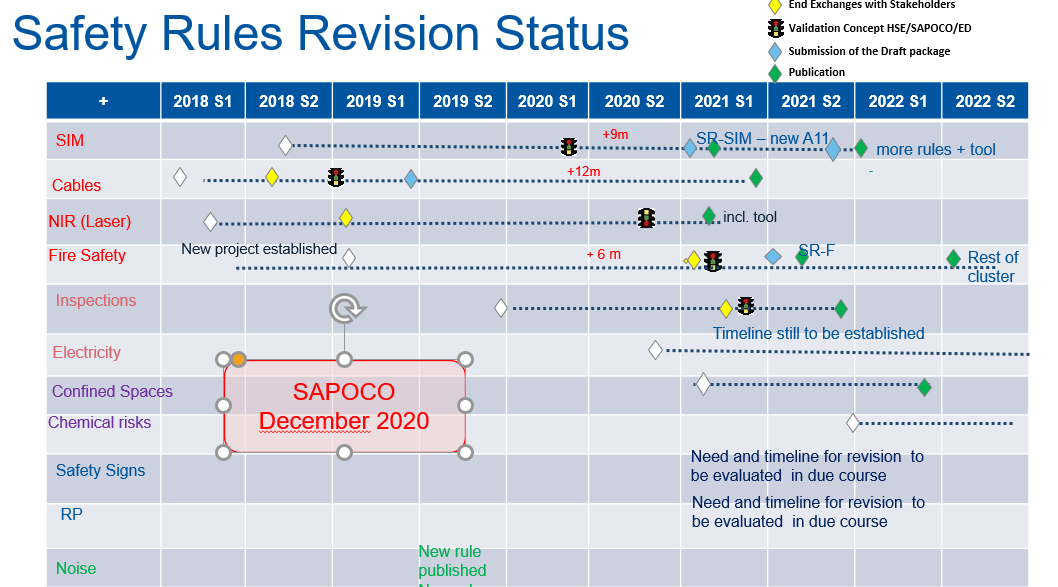 Safety Rules Revision Status
End Exchanges with Stakeholders
Validation Concept HSE/SAPOCO/ED
Submission of the Draft package
Publication
+ 2018 S1 2018 S2 2019 S1 2019 S2 2020 S1 2020 S2 2021 S1 2021 S2 2022 S1 2022 S2
SIM +9m SR-SIM – new A11 more rules + tool
Cables +12m -
NIR (Laser) incl. tool
Fire Safety New project established + 6 m SR-F Rest of
cluster
Inspections
Timeline still to be established
Electricity
SAPOCO
December 2020
Confined Spaces
Chemical risks
Safety Signs Need and timeline for revision to
be evaluated in due course
RP Need and timeline for revision to
be evaluated in due course
Noise New rule
published